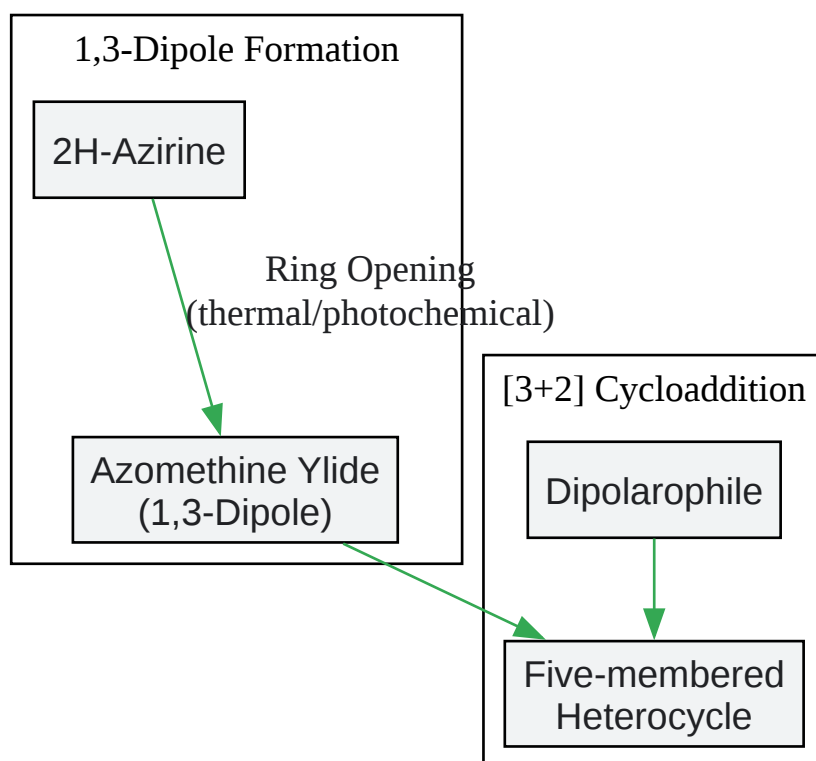 1,3-Dipole Formation
2H-Azirine
Ring Opening
(thermal/photochemical)
Azomethine Ylide
(1,3-Dipole)
[3+2] Cycloaddition
Dipolarophile
Five-membered
Heterocycle